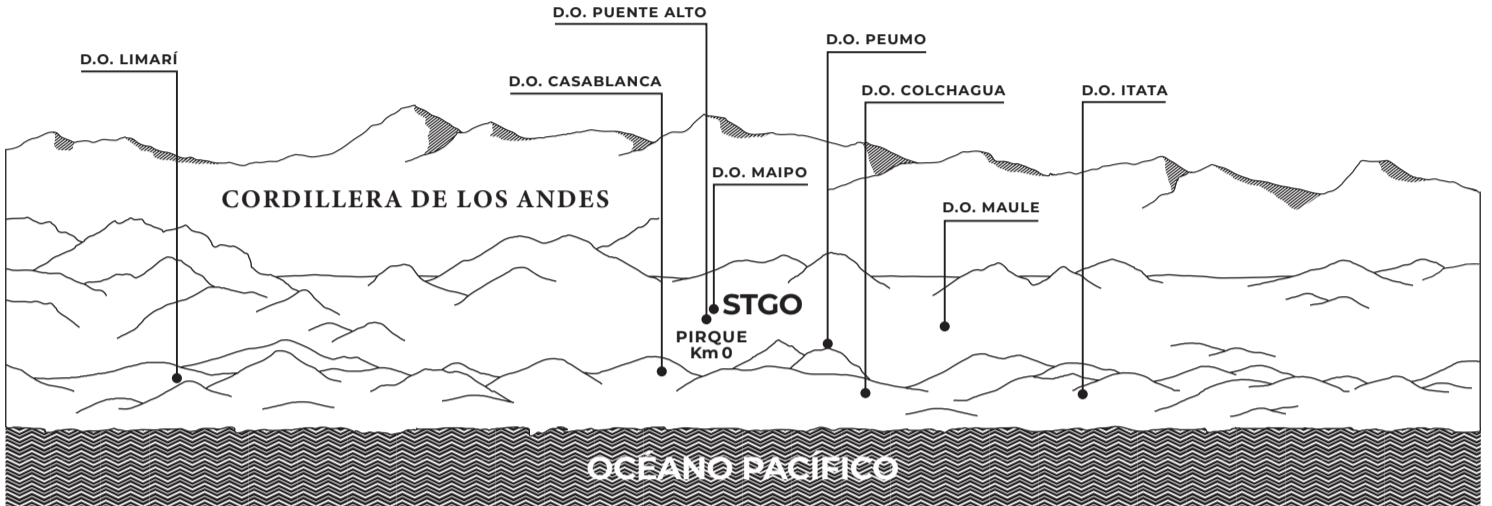 D.O. PUENTE ALTO
D.O. PEUMO
D.O. LIMARÍ
D.O. CASABLANCA
D.O. COLCHAGUA
D.O. ITATA
D.O. MAIPO
CORDILLERA DE LOS ANDES
D.O. MAULE
STGO
PIRQUE
Km 0
OCÉANO PACÍFICO